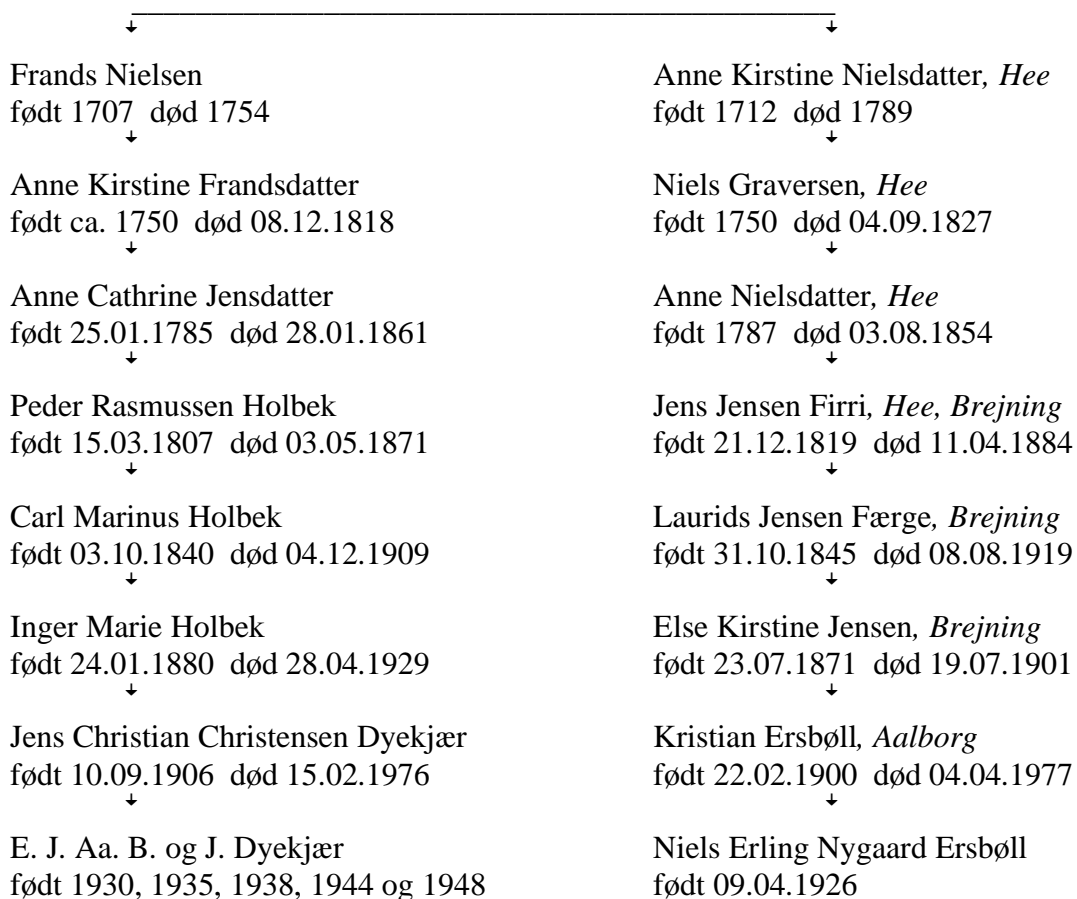 Frands Nielsen
født 1707 død 1754
Anne Kirstine Frandsdatter
født ca. 1750 død 08.12.1818
Anne Cathrine Jensdatter
født 25.01.1785 død 28.01.1861
Peder Rasmussen Holbek
født 15.03.1807 død 03.05.1871
Carl Marinus Holbek
født 03.10.1840 død 04.12.1909
Inger Marie Holbek
født 24.01.1880 død 28.04.1929
Jens Christian Christensen Dyekjær
født 10.09.1906 død 15.02.1976
E. J. Aa. B. og J. Dyekjær
født 1930, 1935, 1938, 1944 og 1948
Anne Kirstine Nielsdatter, Hee
født 1712 død 1789
Niels Graversen, Hee
født 1750 død 04.09.1827
Anne Nielsdatter, Hee
født 1787 død 03.08.1854
Jens Jensen Firri, Hee, Brejning
født 21.12.1819 død 11.04.1884
Laurids Jensen Færge, Brejning
født 31.10.1845 død 08.08.1919
Else Kirstine Jensen, Brejning
født 23.07.1871 død 19.07.1901
Kristian Ersbøll, Aalborg
født 22.02.1900 død 04.04.1977
Niels Erling Nygaard Ersbøll
født 09.04.1926